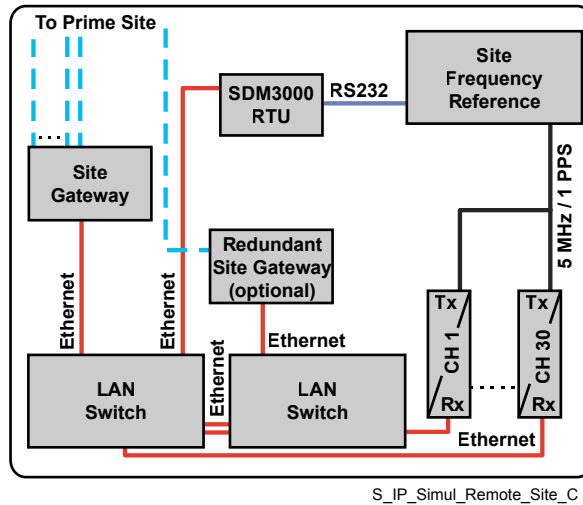 To Prime Site
Site
Frequency
Reference
SDM3000
RTU
RS232
Site
Gateway
5 MHz / 1 PPS
Redundant
Site Gateway
(optional)
Ethernet
Ethernet
Ethernet
Ethernet
Tx
CH 1
Rx
Tx
CH 30
Rx
LAN
Switch
LAN
Switch
Ethernet
S_IP_Simul_Remote_Site_C